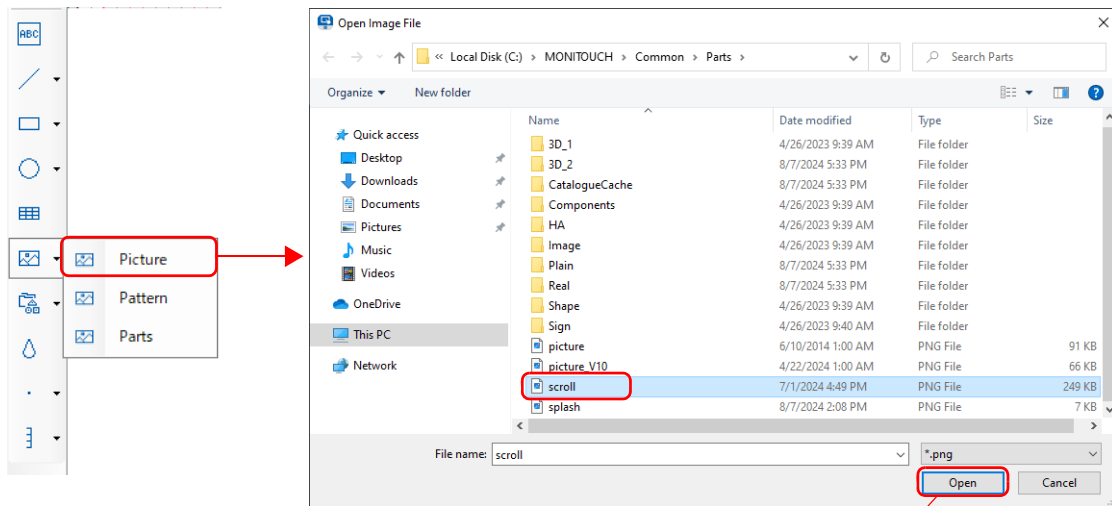 ABC
Picture
Pattern
Parts
Open Image File
« Local Disk (C:) › MONITOUCH › Common › Parts ›
Search Parts
Organize New folder
Quick access
Desktop
Downloads
Documents
Pictures
Music
Videos
OneDrive
This PC
Network
Name Date modified Type Size
3D_1 4/26/2023 9:39 AM File folder
3D_2 8/7/2024 5:33 PM File folder
CatalogueCache 8/7/2024 5:33 PM File folder
Components 4/26/2023 9:39 AM File folder
HA 4/26/2023 9:39 AM File folder
Image 4/26/2023 9:39 AM File folder
Plain 8/7/2024 5:33 PM File folder
Real 8/7/2024 5:33 PM File folder
Shape 4/26/2023 9:39 AM File folder
Sign 4/26/2023 9:40 AM File folder
picture 6/10/2014 1:00 AM PNG File 91 KB
picture_V10 4/22/2024 1:00 AM PNG File 66 KB
scroll 7/1/2024 4:49 PM PNG File 249 KB
splash 8/7/2024 2:08 PM PNG File 7 KB
File name: scroll *.png
Open Cancel